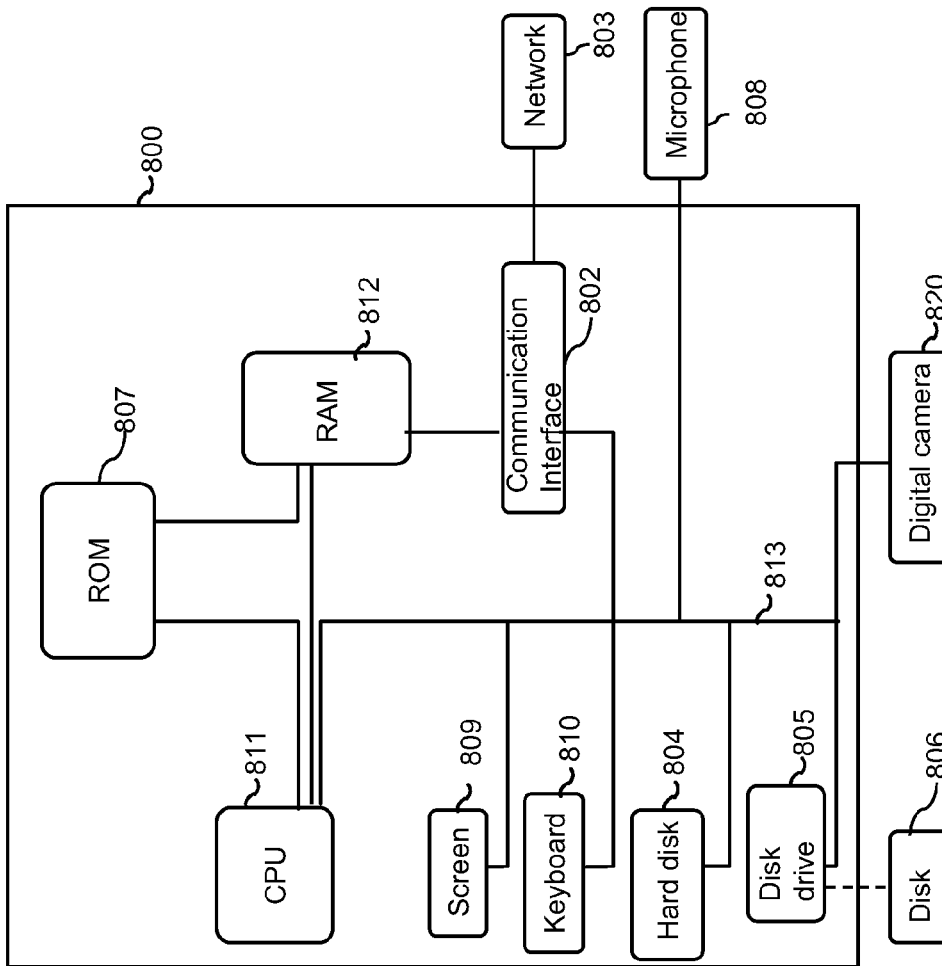 800
ROM
807
RAM
812
CPU
811
Communication
Interface
802
Network
803
Microphone
808
Screen
809
Keyboard
810
Hard disk
804
Disk
drive
805
813
Disk
806
Digital camera
820